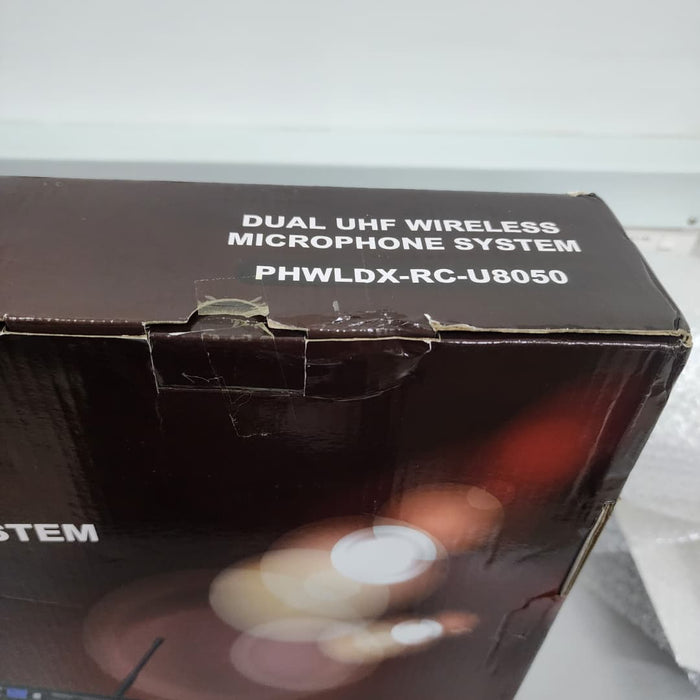 DUAL UHF WIRELESS
MICROPHONE SYSTEM
PHWLDX-RC-U8050
STEM